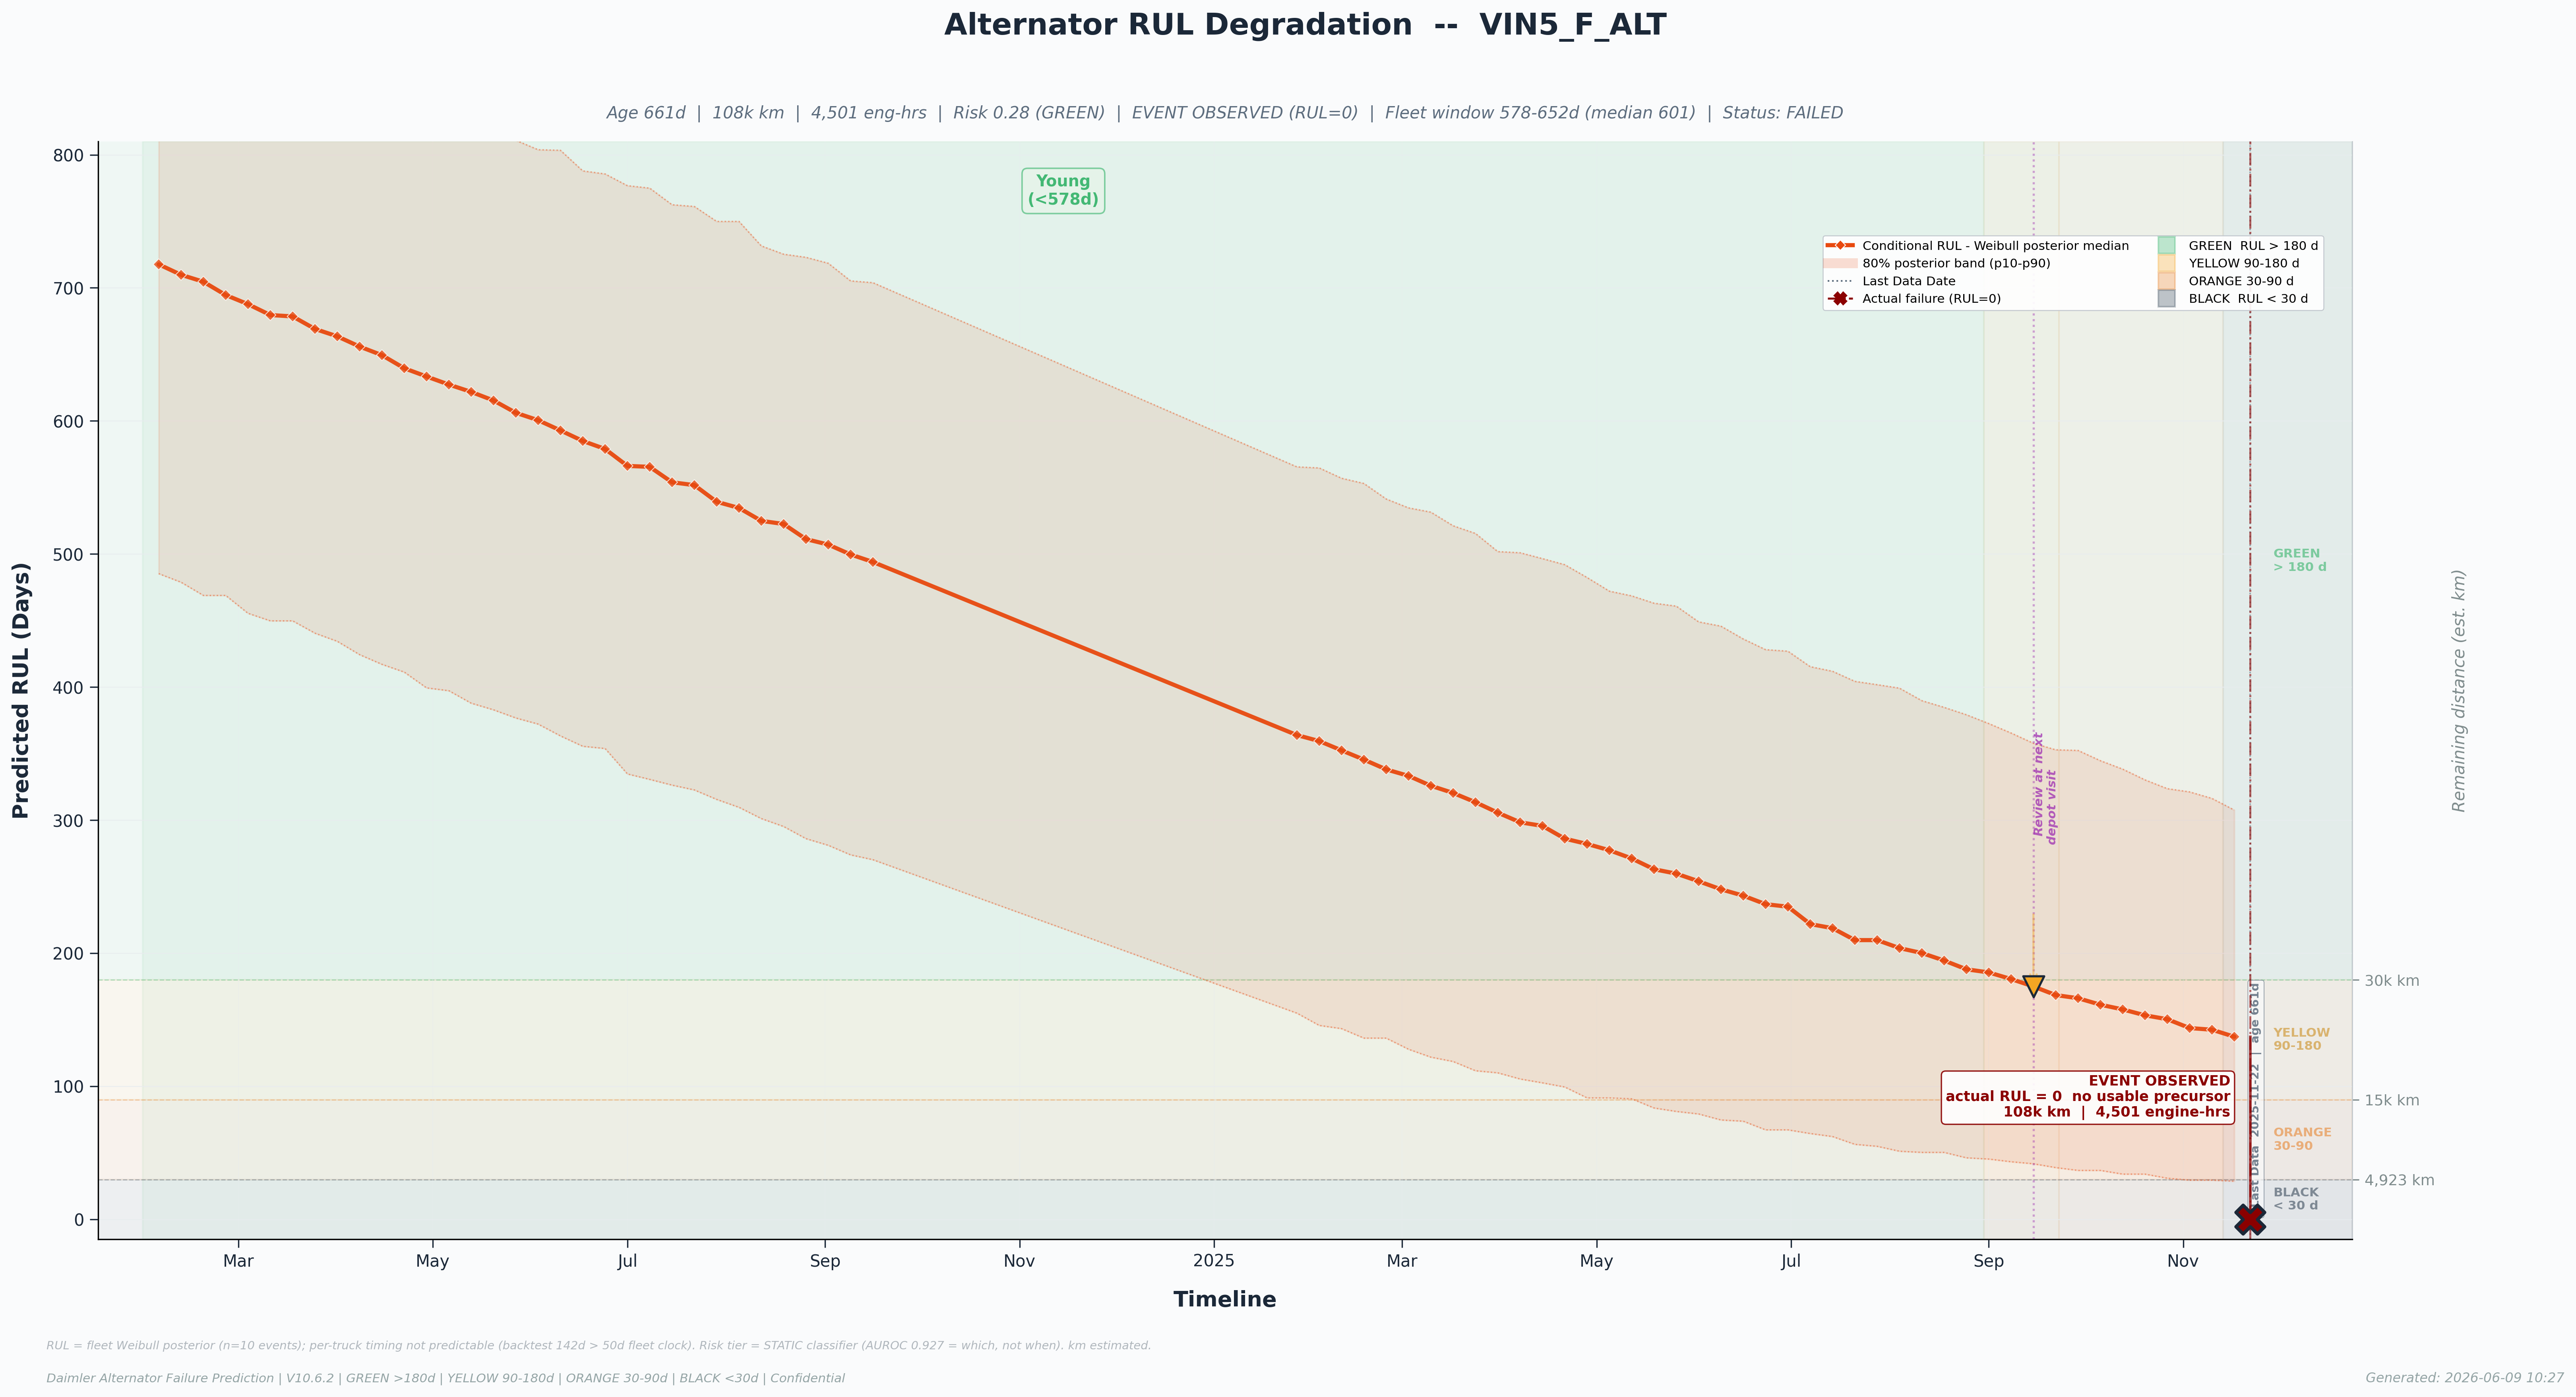 Alternator RUL Degradation  --  VIN5_F_ALT
Age 661d  |  108k km  |  4,501 eng-hrs  |  Risk 0.28 (GREEN)  |  EVENT OBSERVED (RUL=0)  |  Fleet window 578-652d (median 601)  |  Status: FAILED
Young
(<578d)
Conditional RUL - Weibull posterior median
80% posterior band (p10-p90)
Last Data Date
Actual failure (RUL=0)
GREEN  RUL > 180 d
YELLOW 90-180 d
ORANGE 30-90 d
BLACK  RUL < 30 d
Predicted RUL (Days)
800
700
600
500
400
300
200
100
0
Review at next
depot visit
GREEN
> 180 d
YELLOW
90-180
ORANGE
30-90
BLACK
< 30 d
EVENT OBSERVED
actual RUL = 0  no usable precursor
108k km  |  4,501 engine-hrs
Last Data  2025-11-22  |  age 661d
30k km
15k km
4,923 km
Remaining distance (est. km)
Mar
May
Jul
Sep
Nov
2025
Mar
May
Jul
Sep
Nov
Timeline
RUL = fleet Weibull posterior (n=10 events); per-truck timing not predictable (backtest 142d > 50d fleet clock). Risk tier = STATIC classifier (AUROC 0.927 = which, not when). km estimated.
Daimler Alternator Failure Prediction | V10.6.2 | GREEN >180d | YELLOW 90-180d | ORANGE 30-90d | BLACK <30d | Confidential
Generated: 2026-06-09 10:27